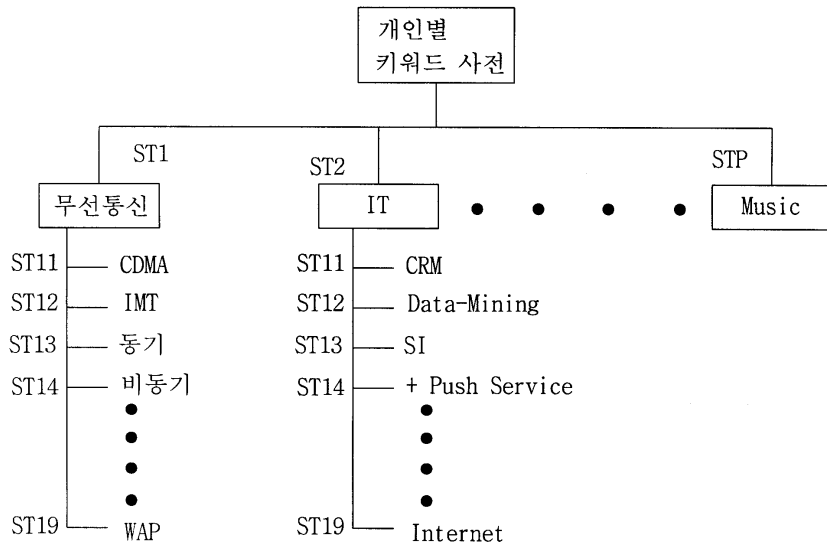 개인별
키워드 사전
ST1
ST2
STP
무선통신
IT
Music
ST11 CDMA
ST12 IMT
ST13 동기
ST14 비동기
ST19 WAP
ST11 CRM
ST12 Data-Mining
ST13 SI
ST14 + Push Service
ST19 Internet